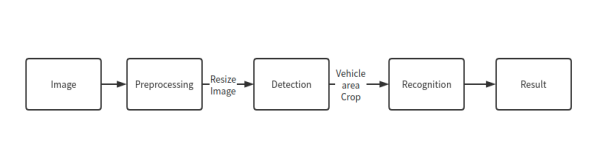 Image
Preprocessing
Resize
Image
Detection
Vehicle
area
Crop
Recognition
Result